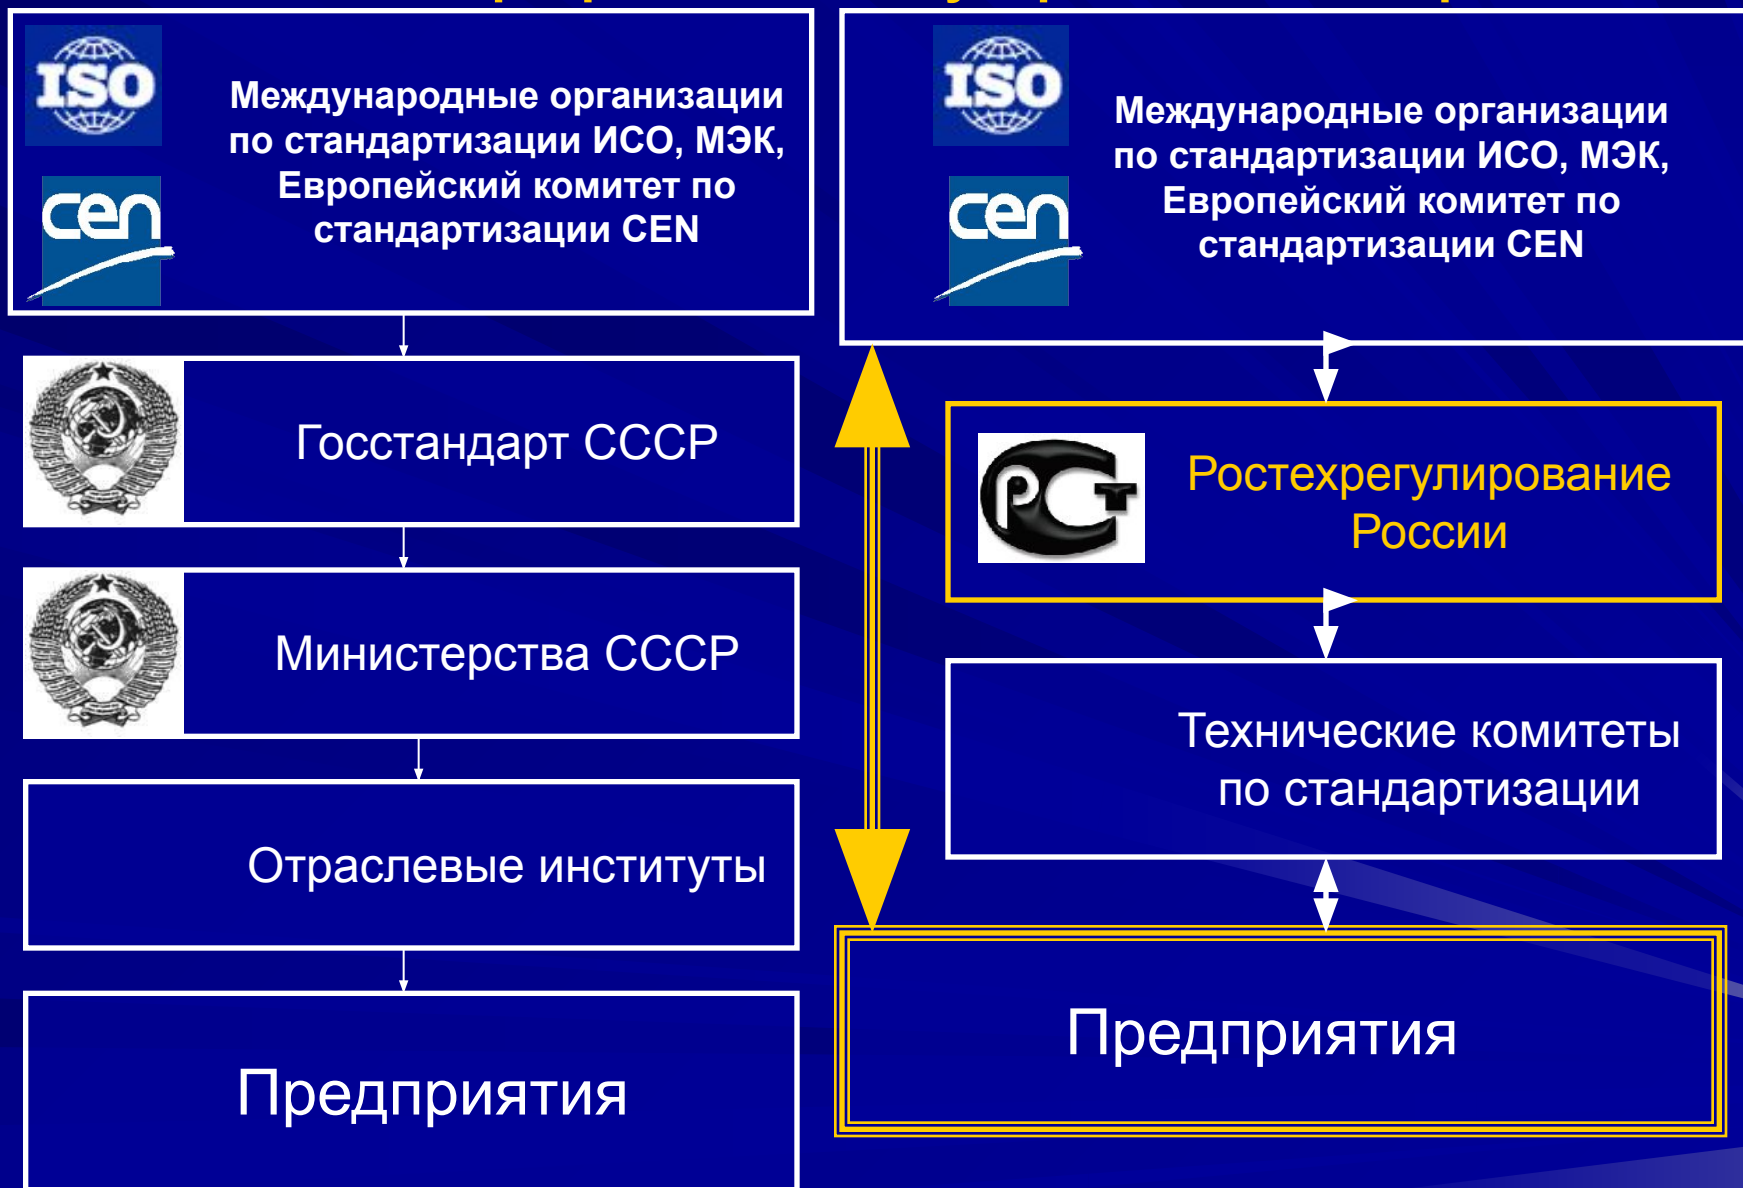 ISO
Международные организации
по стандартизации ИСО, МЭК,
Европейский комитет по
стандартизации CEN
cen
Госстандарт СССР
Министерства СССР
Отраслевые институты
Предприятия
ISO
Международные организации
по стандартизации ИСО, МЭК,
Европейский комитет по
стандартизации CEN
cen
РСТ
Ростехрегулирование
России
Технические комитеты
по стандартизации
Предприятия